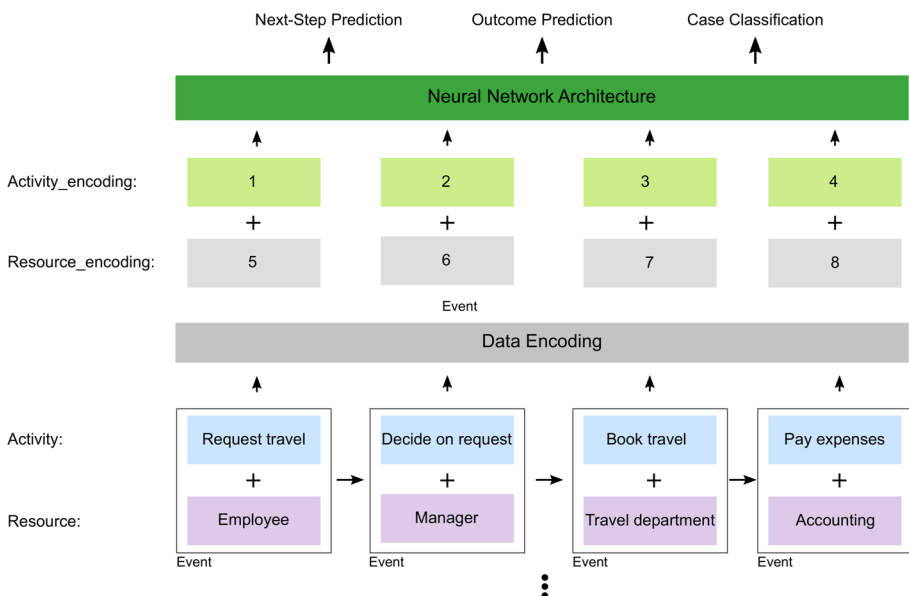 Next-Step Prediction Outcome Prediction Case Classification
Neural Network Architecture
Activity_encoding: 1 2 3 4
+ + + +
Resource_encoding: 5 6 7 8
Event
Data Encoding
Activity: Request travel Decide on request Book travel Pay expenses
+ + + +
Resource: Employee Manager Travel department Accounting
Event Event Event Event